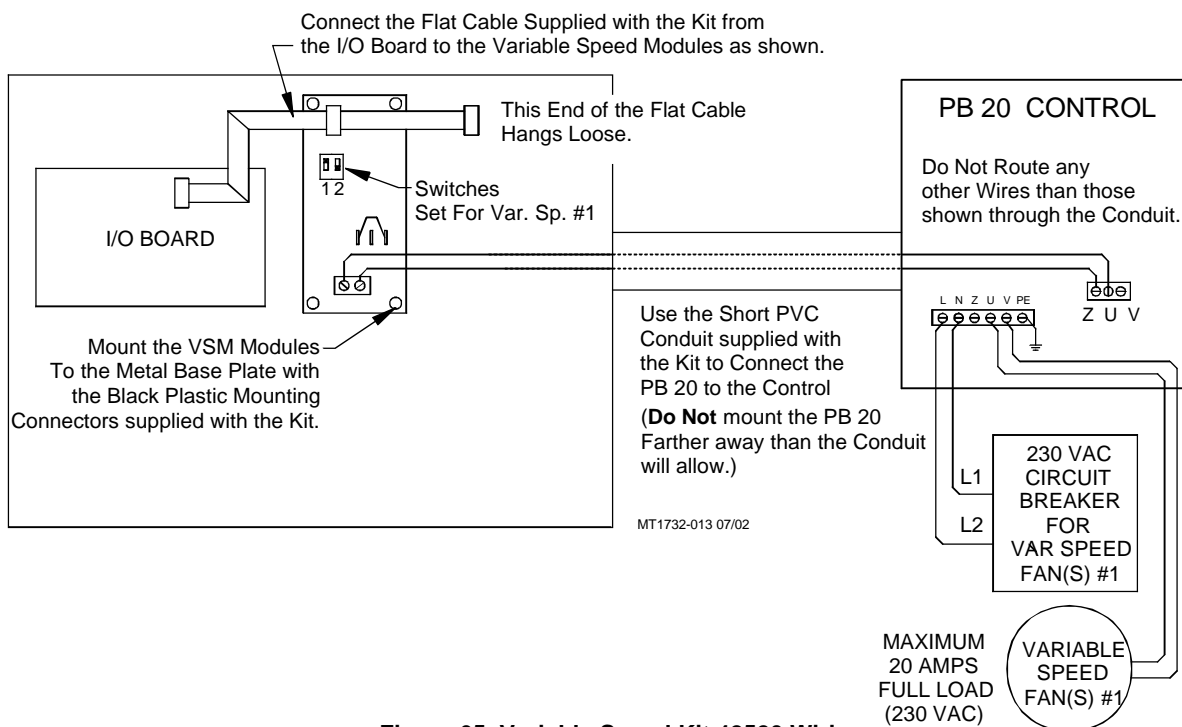 Connect the Flat Cable Supplied with the Kit from
the I/O Board to the Variable Speed Modules as shown.
This End of the Flat Cable
Hangs Loose.
1 2
Switches
Set For Var. Sp. #1
I/O BOARD
Mount the VSM Modules
To the Metal Base Plate with
the Black Plastic Mounting
Connectors supplied with the Kit.
PB 20 CONTROL
Do Not Route any
other Wires than those
shown through the Conduit.
L N Z U V PE
Z U V
Use the Short PVC
Conduit supplied with
the Kit to Connect the
PB 20 to the Control
(Do Not mount the PB 20
Farther away than the Conduit
will allow.)
MT1732-013 07/02
L1
L2
230 VAC
CIRCUIT
BREAKER
FOR
VAR SPEED
FAN(S) #1
MAXIMUM
20 AMPS
FULL LOAD
(230 VAC)
VARIABLE
SPEED
FAN(S) #1